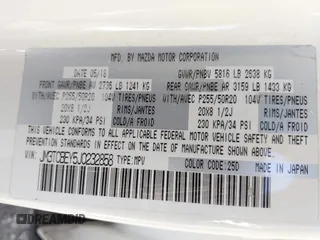 MFD. BY MAZDA MOTOR CORPORATION
DATE 05/18 GVWR/PNBV 5816 LB 2638 KG
FRONT GAWR/PNBE AV 2736 LB 1241 KG REAR GAWR/PNBE AR 3159 LB 1433 KG
WITH/AVEC P255/50R20 104V TIRES/PNEUS WITH/AVEC P255/50R20 104V TIRES/PNEUS
20X8 1/2J RIMS/JANTES 20X8 1/2J RIMS/JANTES
230 KPA/34 PSI COLD/A FROID 230 KPA/34 PSI COLD/A FROID
THIS VEHICLE CONFORMS TO ALL APPLICABLE FEDERAL MOTOR VEHICLE SAFETY AND THEFT
PREVENTION STANDARDS IN EFFECT ON THE DATE OF MANUFACTURE SHOWN ABOVE.
TYPE:MPV
COLOR CODE:25D MADE IN JAPAN